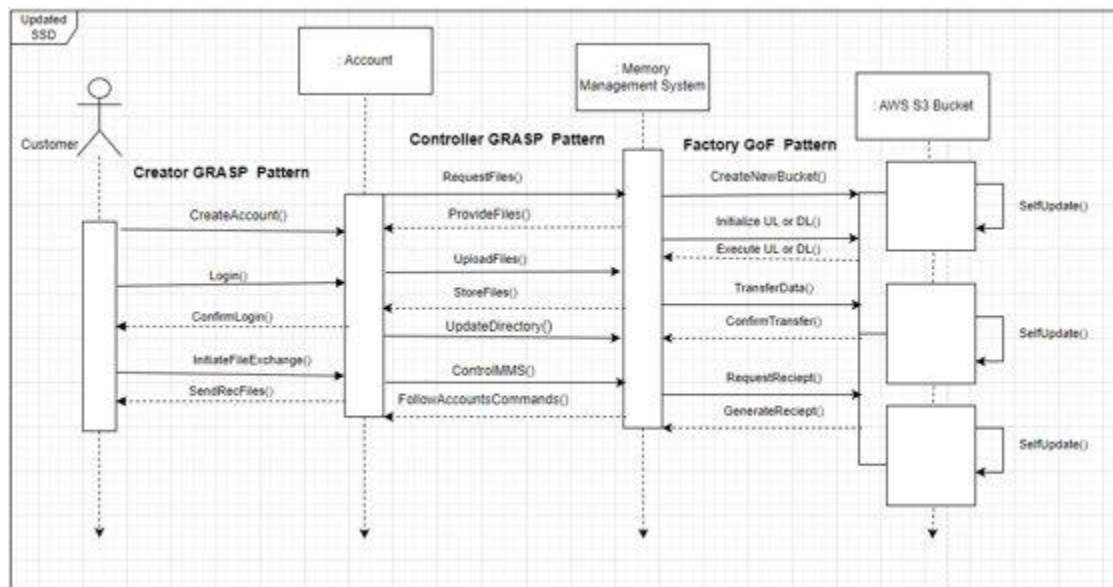 Updated
SSD
: Account
: Memory
Management System
: AWS S3 Bucket
Customer
Creator GRASP Pattern
Controller GRASP Pattern
Factory GoF Pattern
CreateAccount()
Login()
ConfirmLogin()
InitiateFileExchange()
SendRecFiles()
RequestFiles()
ProvideFiles()
UploadFiles()
StoreFiles()
UpdateDirectory()
ControlMMS()
FollowAccountsCommands()
CreateNewBucket()
Initialize UL or DL()
Execute UL or DL()
TransferData()
ConfirmTransfer()
RequestReciept()
GenerateReciept()
SelfUpdate()
SelfUpdate()
SelfUpdate()